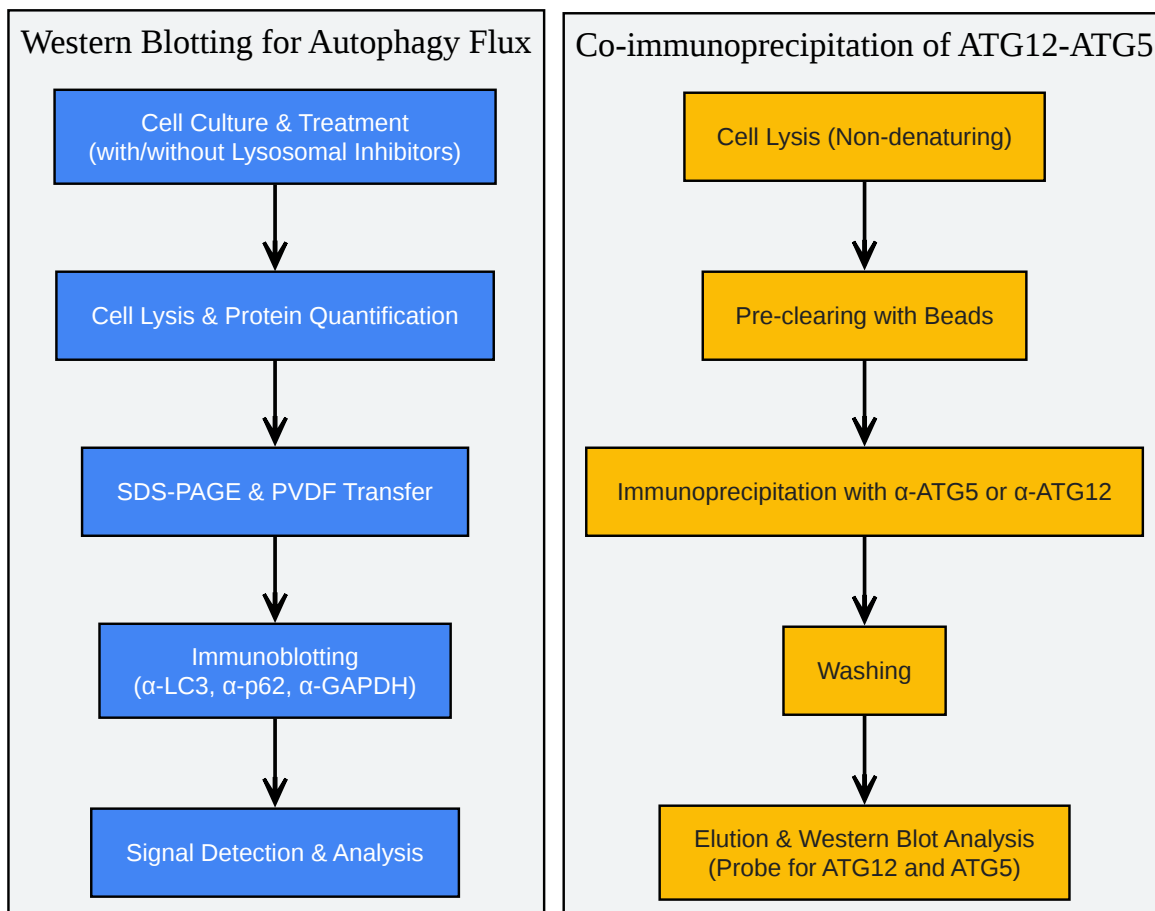 Western Blotting for Autophagy Flux
Cell Culture & Treatment
(with/without Lysosomal Inhibitors)
Cell Lysis & Protein Quantification
SDS-PAGE & PVDF Transfer
Immunoblotting
(α-LC3, α-p62, α-GAPDH)
Signal Detection & Analysis
Co-immunoprecipitation of ATG12-ATG5
Cell Lysis (Non-denaturing)
Pre-clearing with Beads
Immunoprecipitation with α-ATG5 or α-ATG12
Washing
Elution & Western Blot Analysis
(Probe for ATG12 and ATG5)